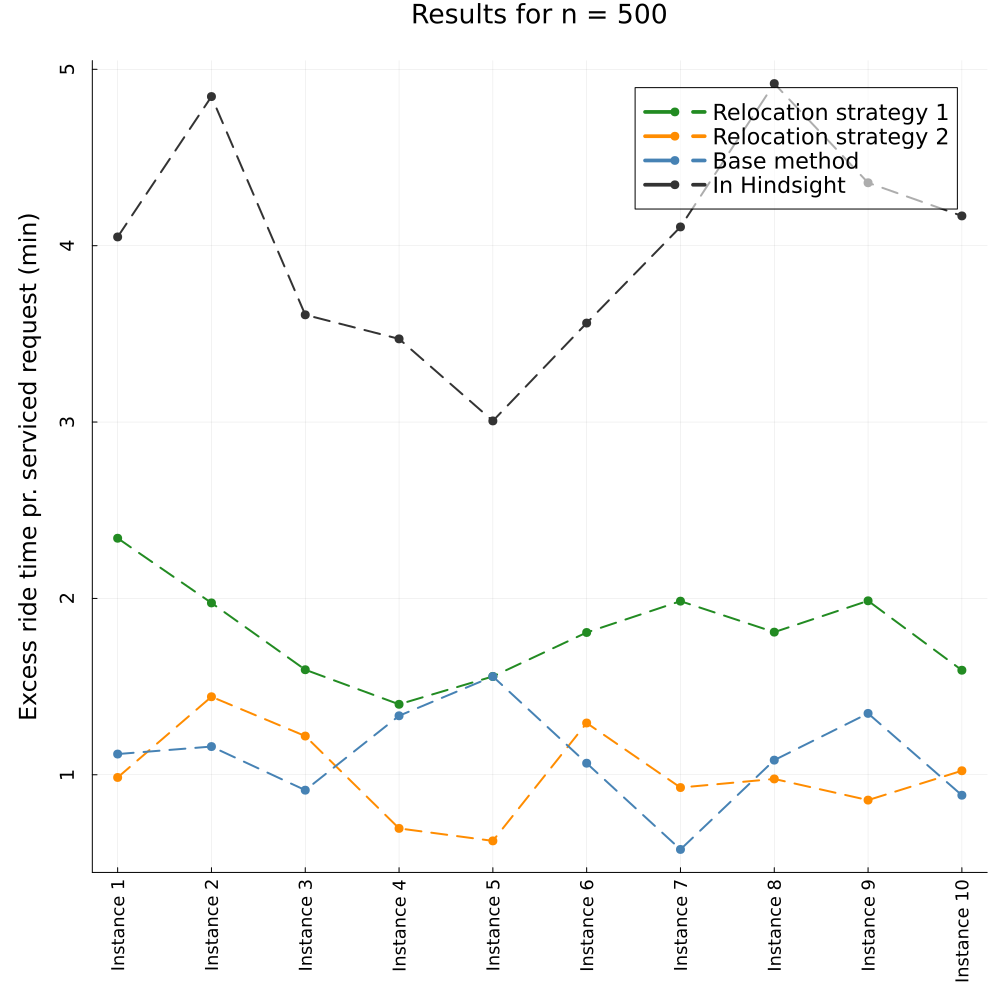 Results for n = 500
Excess ride time pr. serviced request (min)
5
4
3
2
1
Relocation strategy 1
Relocation strategy 2
Base method
In Hindsight
Instance 1
Instance 2
Instance 3
Instance 4
Instance 5
Instance 6
Instance 7
Instance 8
Instance 9
Instance 10